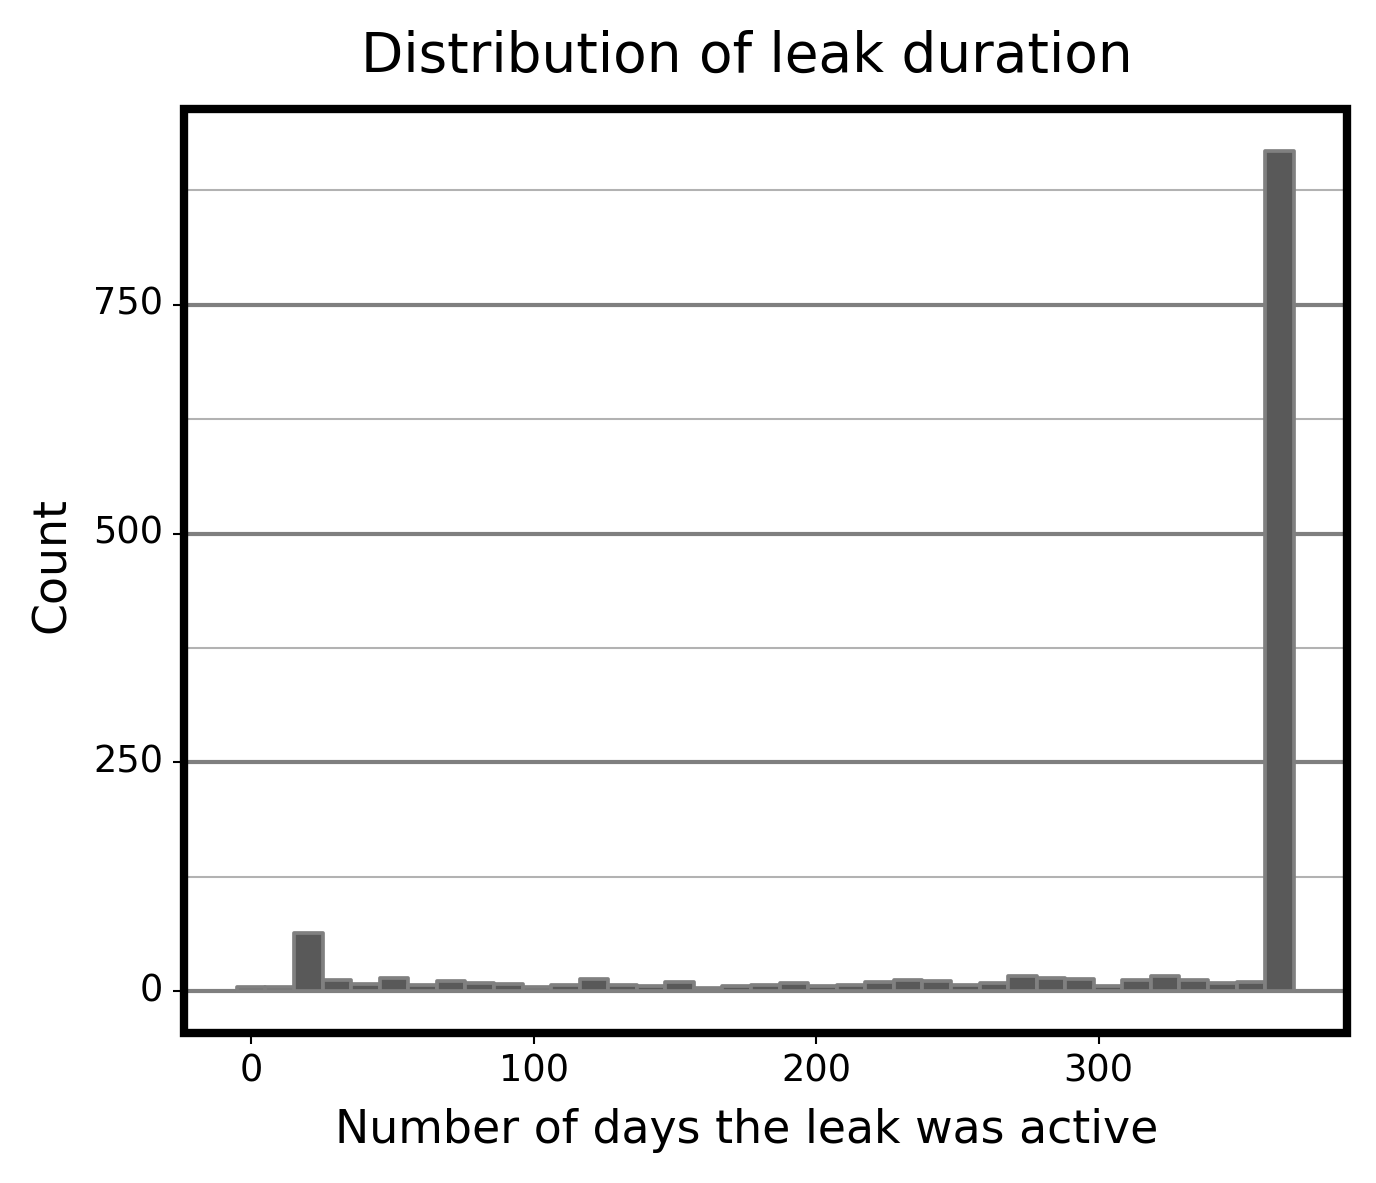 Distribution of leak duration
Count
750
500
250
0
0 100 200 300
Number of days the leak was active